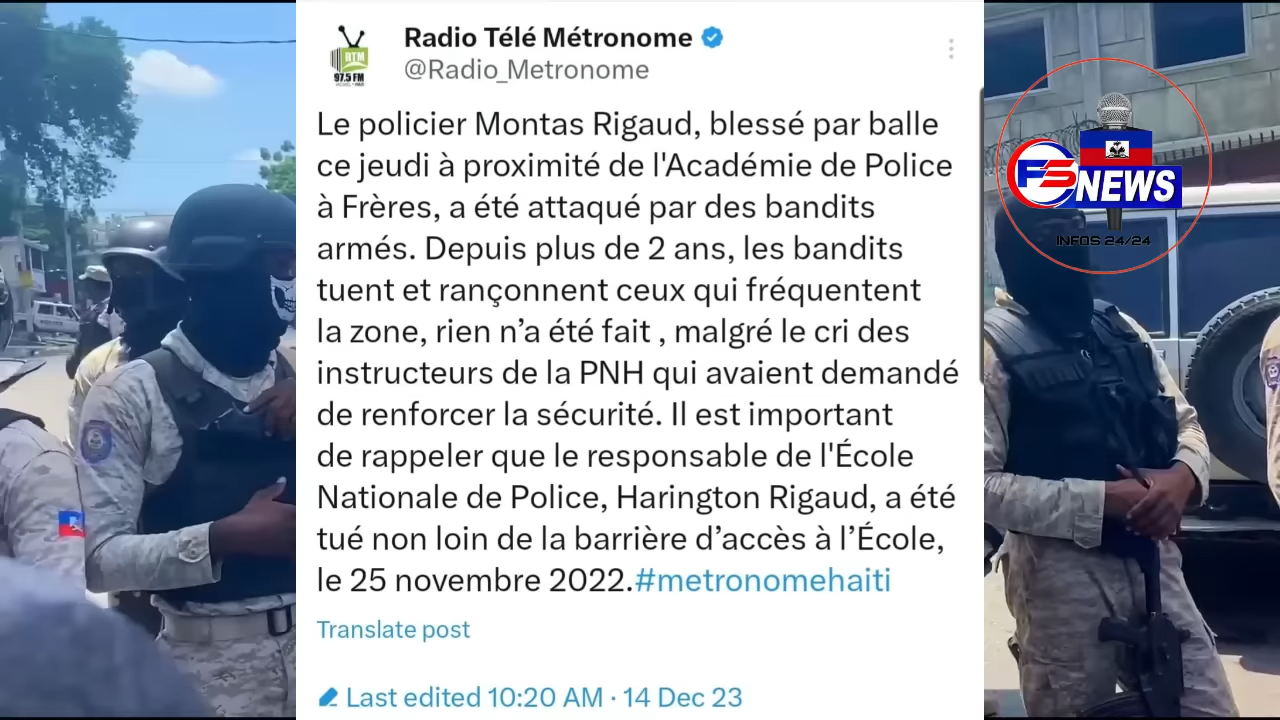 Radio Télé Métronome
@Radio_Metronome
RTM
97.5 FM
Le policier Montas Rigaud, blessé par balle
ce jeudi à proximité de l'Académie de Police
à Frères, a été attaqué par des bandits
armés. Depuis plus de 2 ans, les bandits
tuent et rançonnent ceux qui fréquentent
la zone, rien n’a été fait , malgré le cri des
instructeurs de la PNH qui avaient demandé
de renforcer la sécurité. Il est important
de rappeler que le responsable de l'École
Nationale de Police, Harington Rigaud, a été
tué non loin de la barrière d’accès à l’École,
le 25 novembre 2022.#metronomehaiti
Translate post
Last edited 10:20 AM · 14 Dec 23
FS NEWS
INFOS 24/24